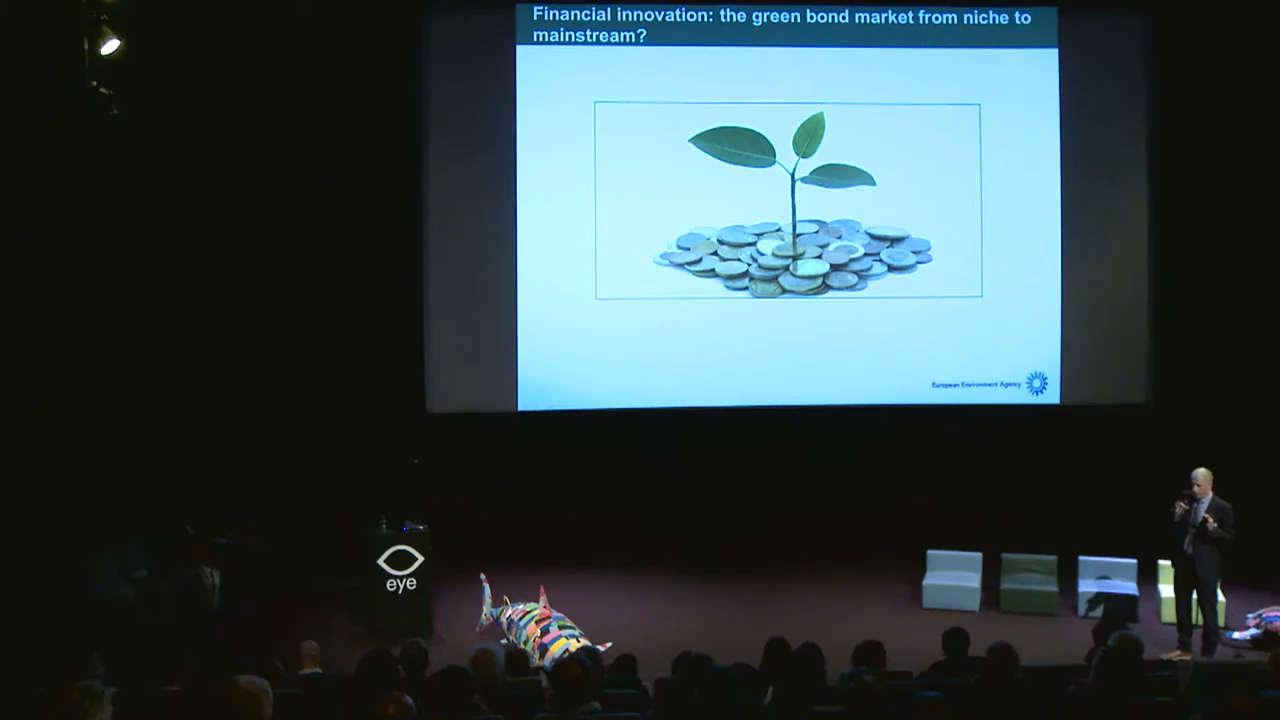 Financial innovation: the green bond market from niche to
mainstream?
European Environment Agency
eye